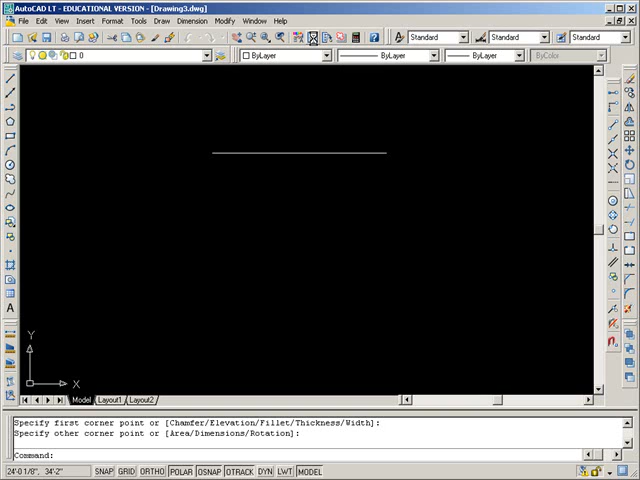 AutoCAD LT - EDUCATIONAL VERSION - [Drawing3.dwg]
File Edit View Insert Format Tools Draw Dimension Modify Window Help
Standard Standard Standard
0 ByLayer ByLayer ByLayer ByColor
A
Y
X
Model Layout1 Layout2
Specify first corner point or [Chamfer/Elevation/Fillet/Thickness/Width]:
Specify other corner point or [Area/Dimensions/Rotation]:
Command:
24'-0 1/8", 34'-2" SNAP GRID ORTHO POLAR OSNAP OTRACK DYN LWT MODEL